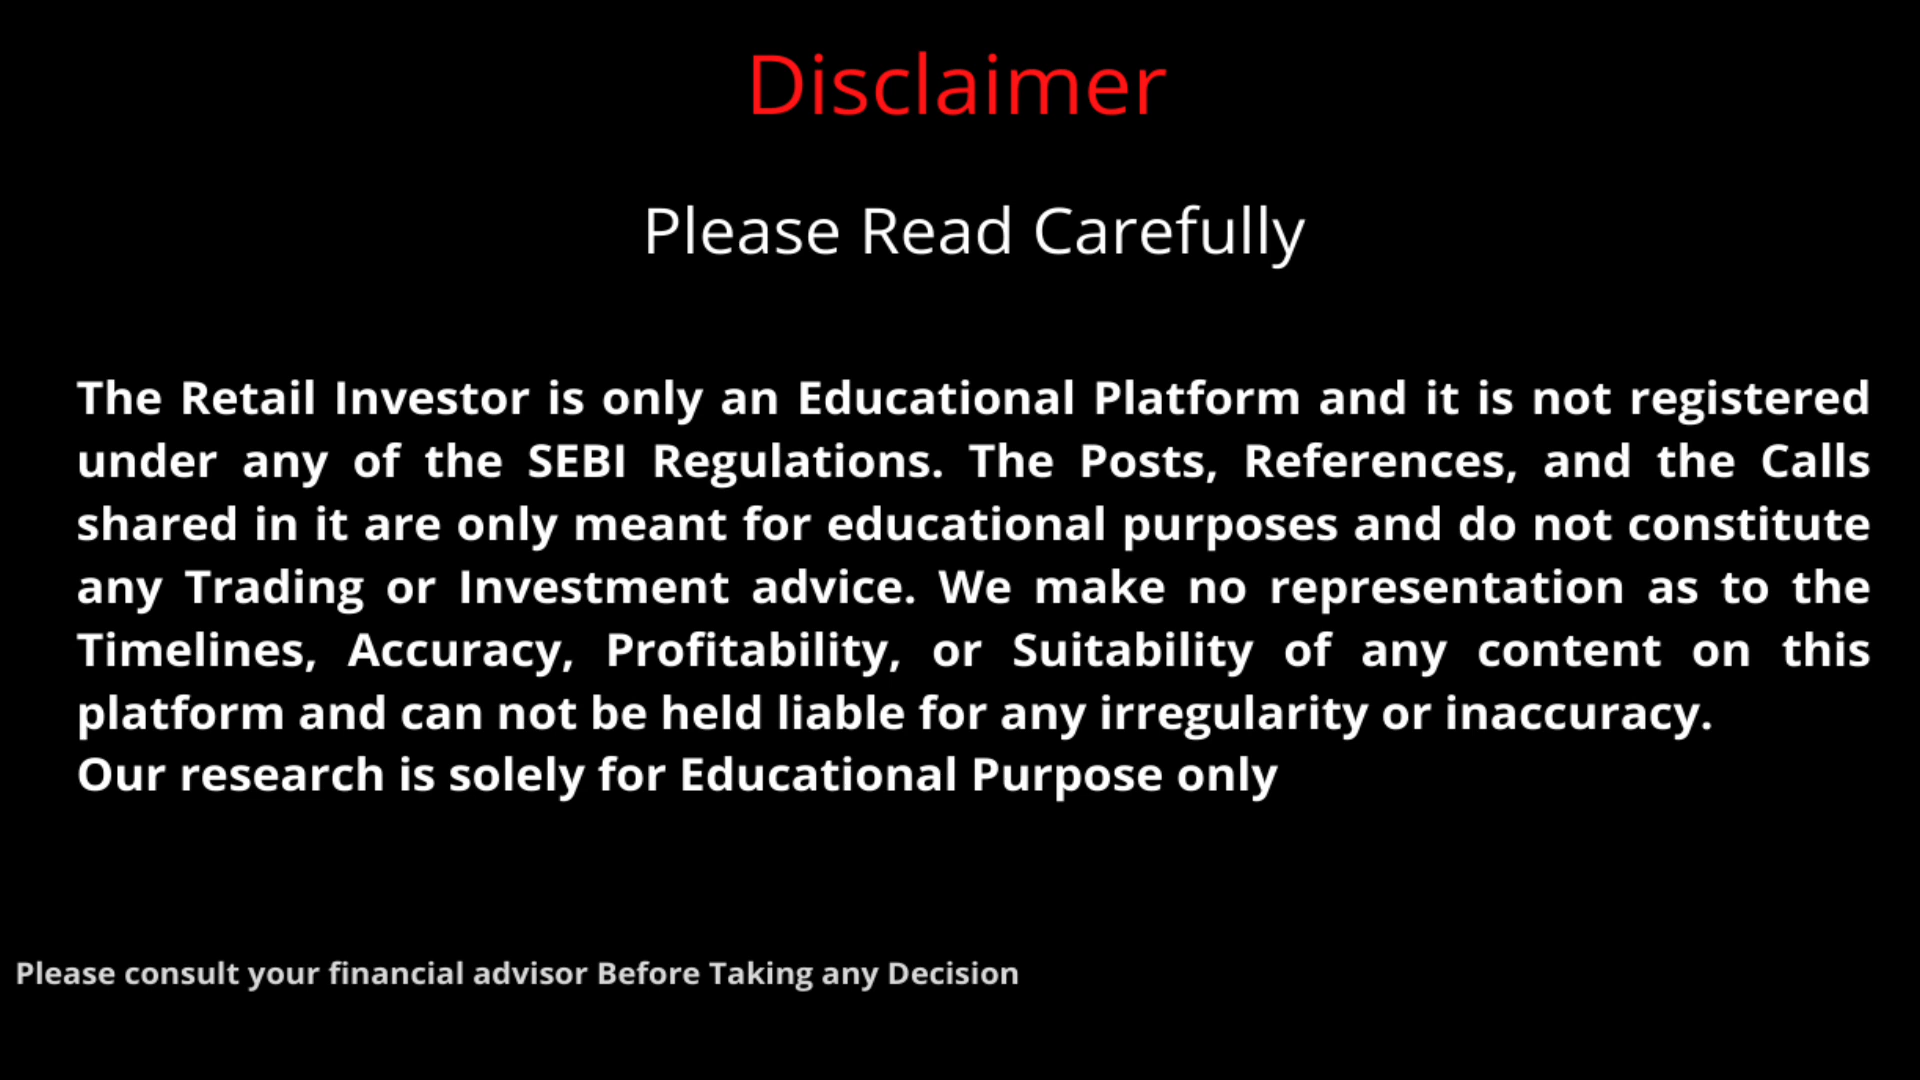 Disclaimer
Please Read Carefully
The Retail Investor is only an Educational Platform and it is not registered
under any of the SEBI Regulations. The Posts, References, and the Calls
shared in it are only meant for educational purposes and do not constitute
any Trading or Investment advice. We make no representation as to the
Timelines, Accuracy, Profitability, or Suitability of any content on this
platform and can not be held liable for any irregularity or inaccuracy.
Our research is solely for Educational Purpose only
Please consult your financial advisor Before Taking any Decision